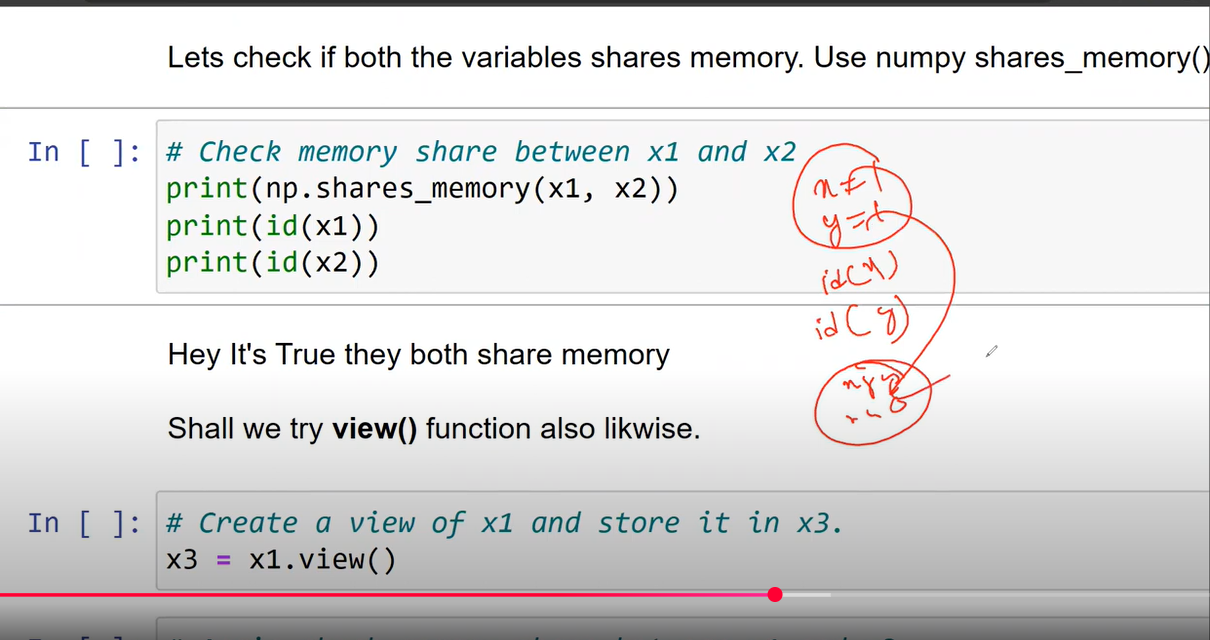 Lets check if both the variables shares memory. Use numpy shares_memory()
In [ ]:
# Check memory share between x1 and x2
print(np.shares_memory(x1, x2))
print(id(x1))
print(id(x2))
y=1
id(x)
id(y)
Hey It's True they both share memory
Shall we try view() function also likwise.
In [ ]:
# Create a view of x1 and store it in x3.
x3 = x1.view()